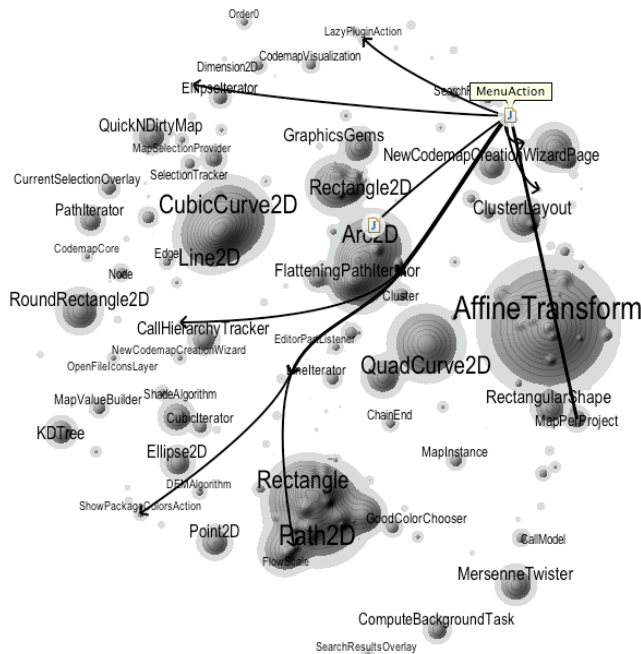 Order0
LazyPluginAction
CodemapVisualization
Dimension2D
EllipseIterator
MenuAction
QuickNDirtyMap
GraphicsGems
MapSelectionProvider
NewCodemapCreationWizardPage
SelectionTracker
CurrentSelectionOverlay
Rectangle2D
CubicCurve2D
ClusterLayout
PathIterator
Arc2D
CodemapCore
Edge
Line2D
Node
FlatteningPathIterator
RoundRectangle2D
Cluster
AffineTransform
CallHierarchyTracker
EditorPartListener
NewCodemapCreationWizard
OpenFileIconsLayer
QuadCurve2D
MapValueBuilder
ShadeAlgorithm
RectangularShape
CubicIterator
ChainEnd
MapPerProject
KDTree
Ellipse2D
MapInstance
DEMAlgorithm
Rectangle
ShowPackageColorsAction
GoodColorChooser
Point2D
Path2D
CallModel
FlowScale
MersenneTwister
ComputeBackgroundTask
SearchResultsOverlay